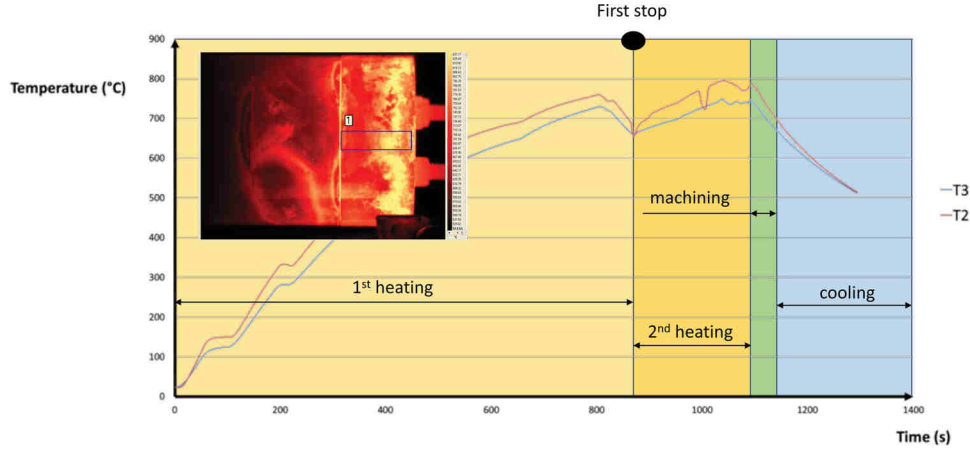 First stop
Temperature (°C)
900
800
700
600
500
400
300
200
100
0
1
machining
1st heating
cooling
2nd heating
T3
T2
0
200
400
600
800
1000
1200
1400
Time (s)